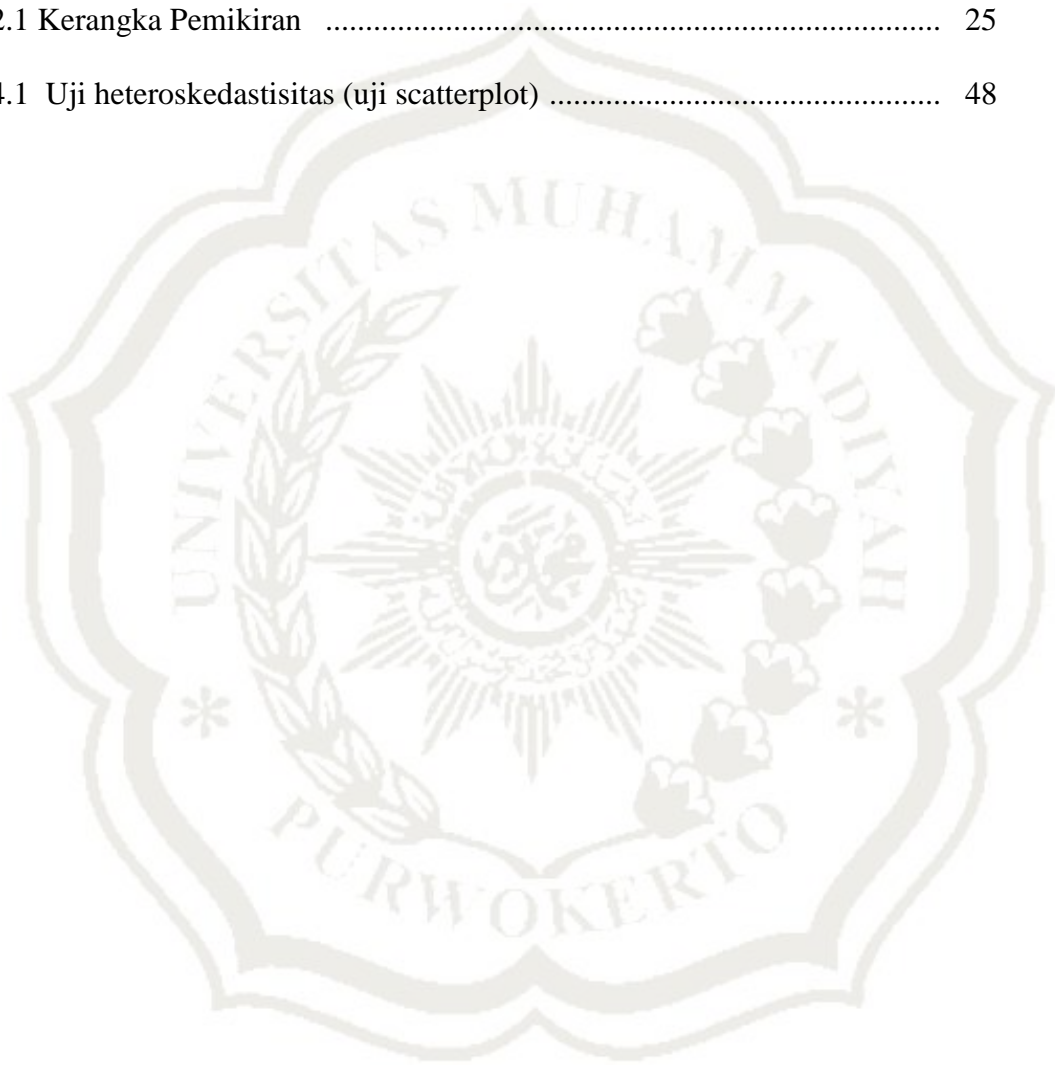 2.1 Kerangka Pemikiran ............................................................................. 25
4.1 Uji heteroskedastisitas (uji scatterplot) ................................................. 48
UNIVERSITAS MUHAMMADIYAH
* *
PURWOKERTO